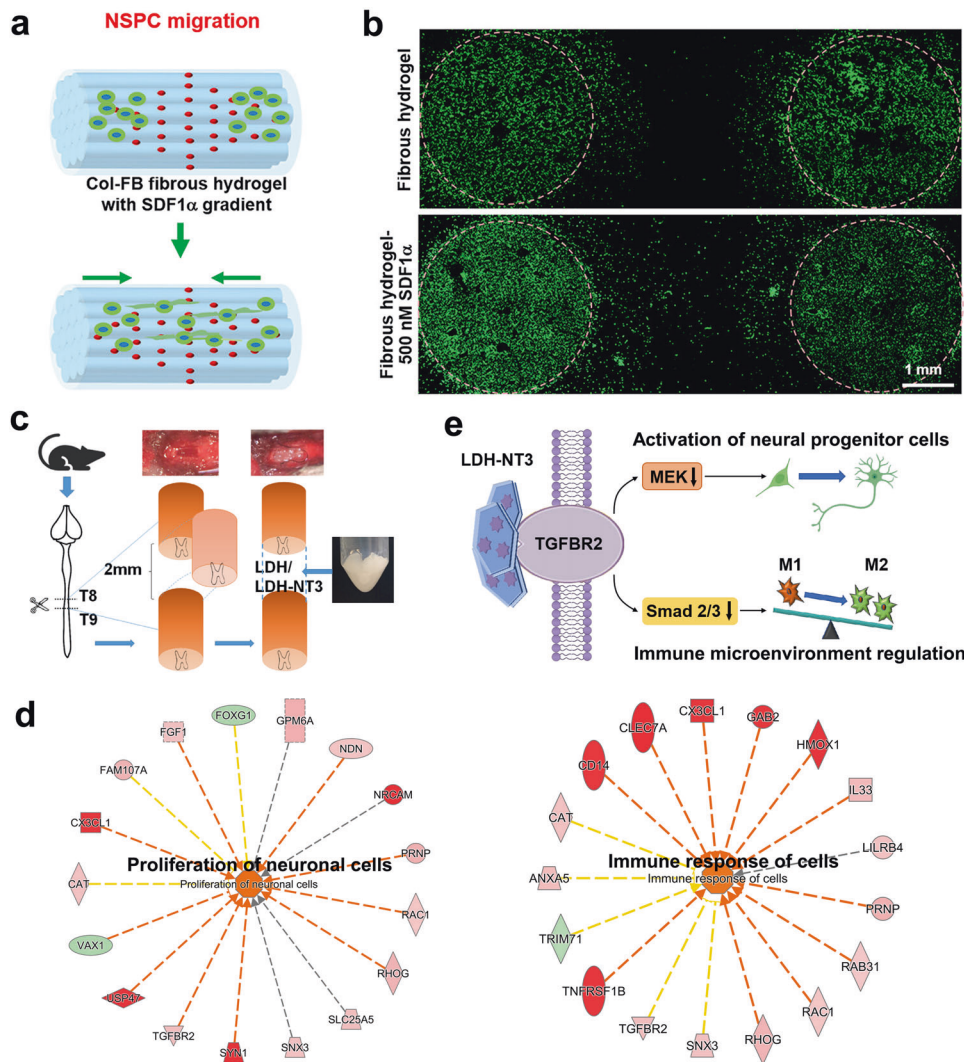 a
NSPC migration
Col-FB fibrous hydrogel
with SDF1α gradient
b
Fibrous hydrogel
Fibrous hydrogel-
500 nM SDF1α
1 mm
c
2mm
T8
T9
LDH/
LDH-NT3
e
LDH-NT3
TGFBR2
Activation of neural progenitor cells
MEK
M1
M2
Smad 2/3
Immune microenvironment regulation
d
FOXG1
GPM6A
FGF1
NDN
FAM107A
NRCAM
CX3CL1
PRNP
Proliferation of neuronal cells
Proliferation of neuronal cells
CAT
RAC1
VAX1
RHOG
USP47
SLC25A5
TGFBR2
SNX3
SYN1
CX3CL1
CLEC7A
GAB2
CD14
HMOX1
CAT
IL33
LILRB4
Immune response of cells
Immune response of cells
ANXA5
PRNP
TRIM71
RAB31
TNFRSF1B
RAC1
TGFBR2
RHOG
SNX3